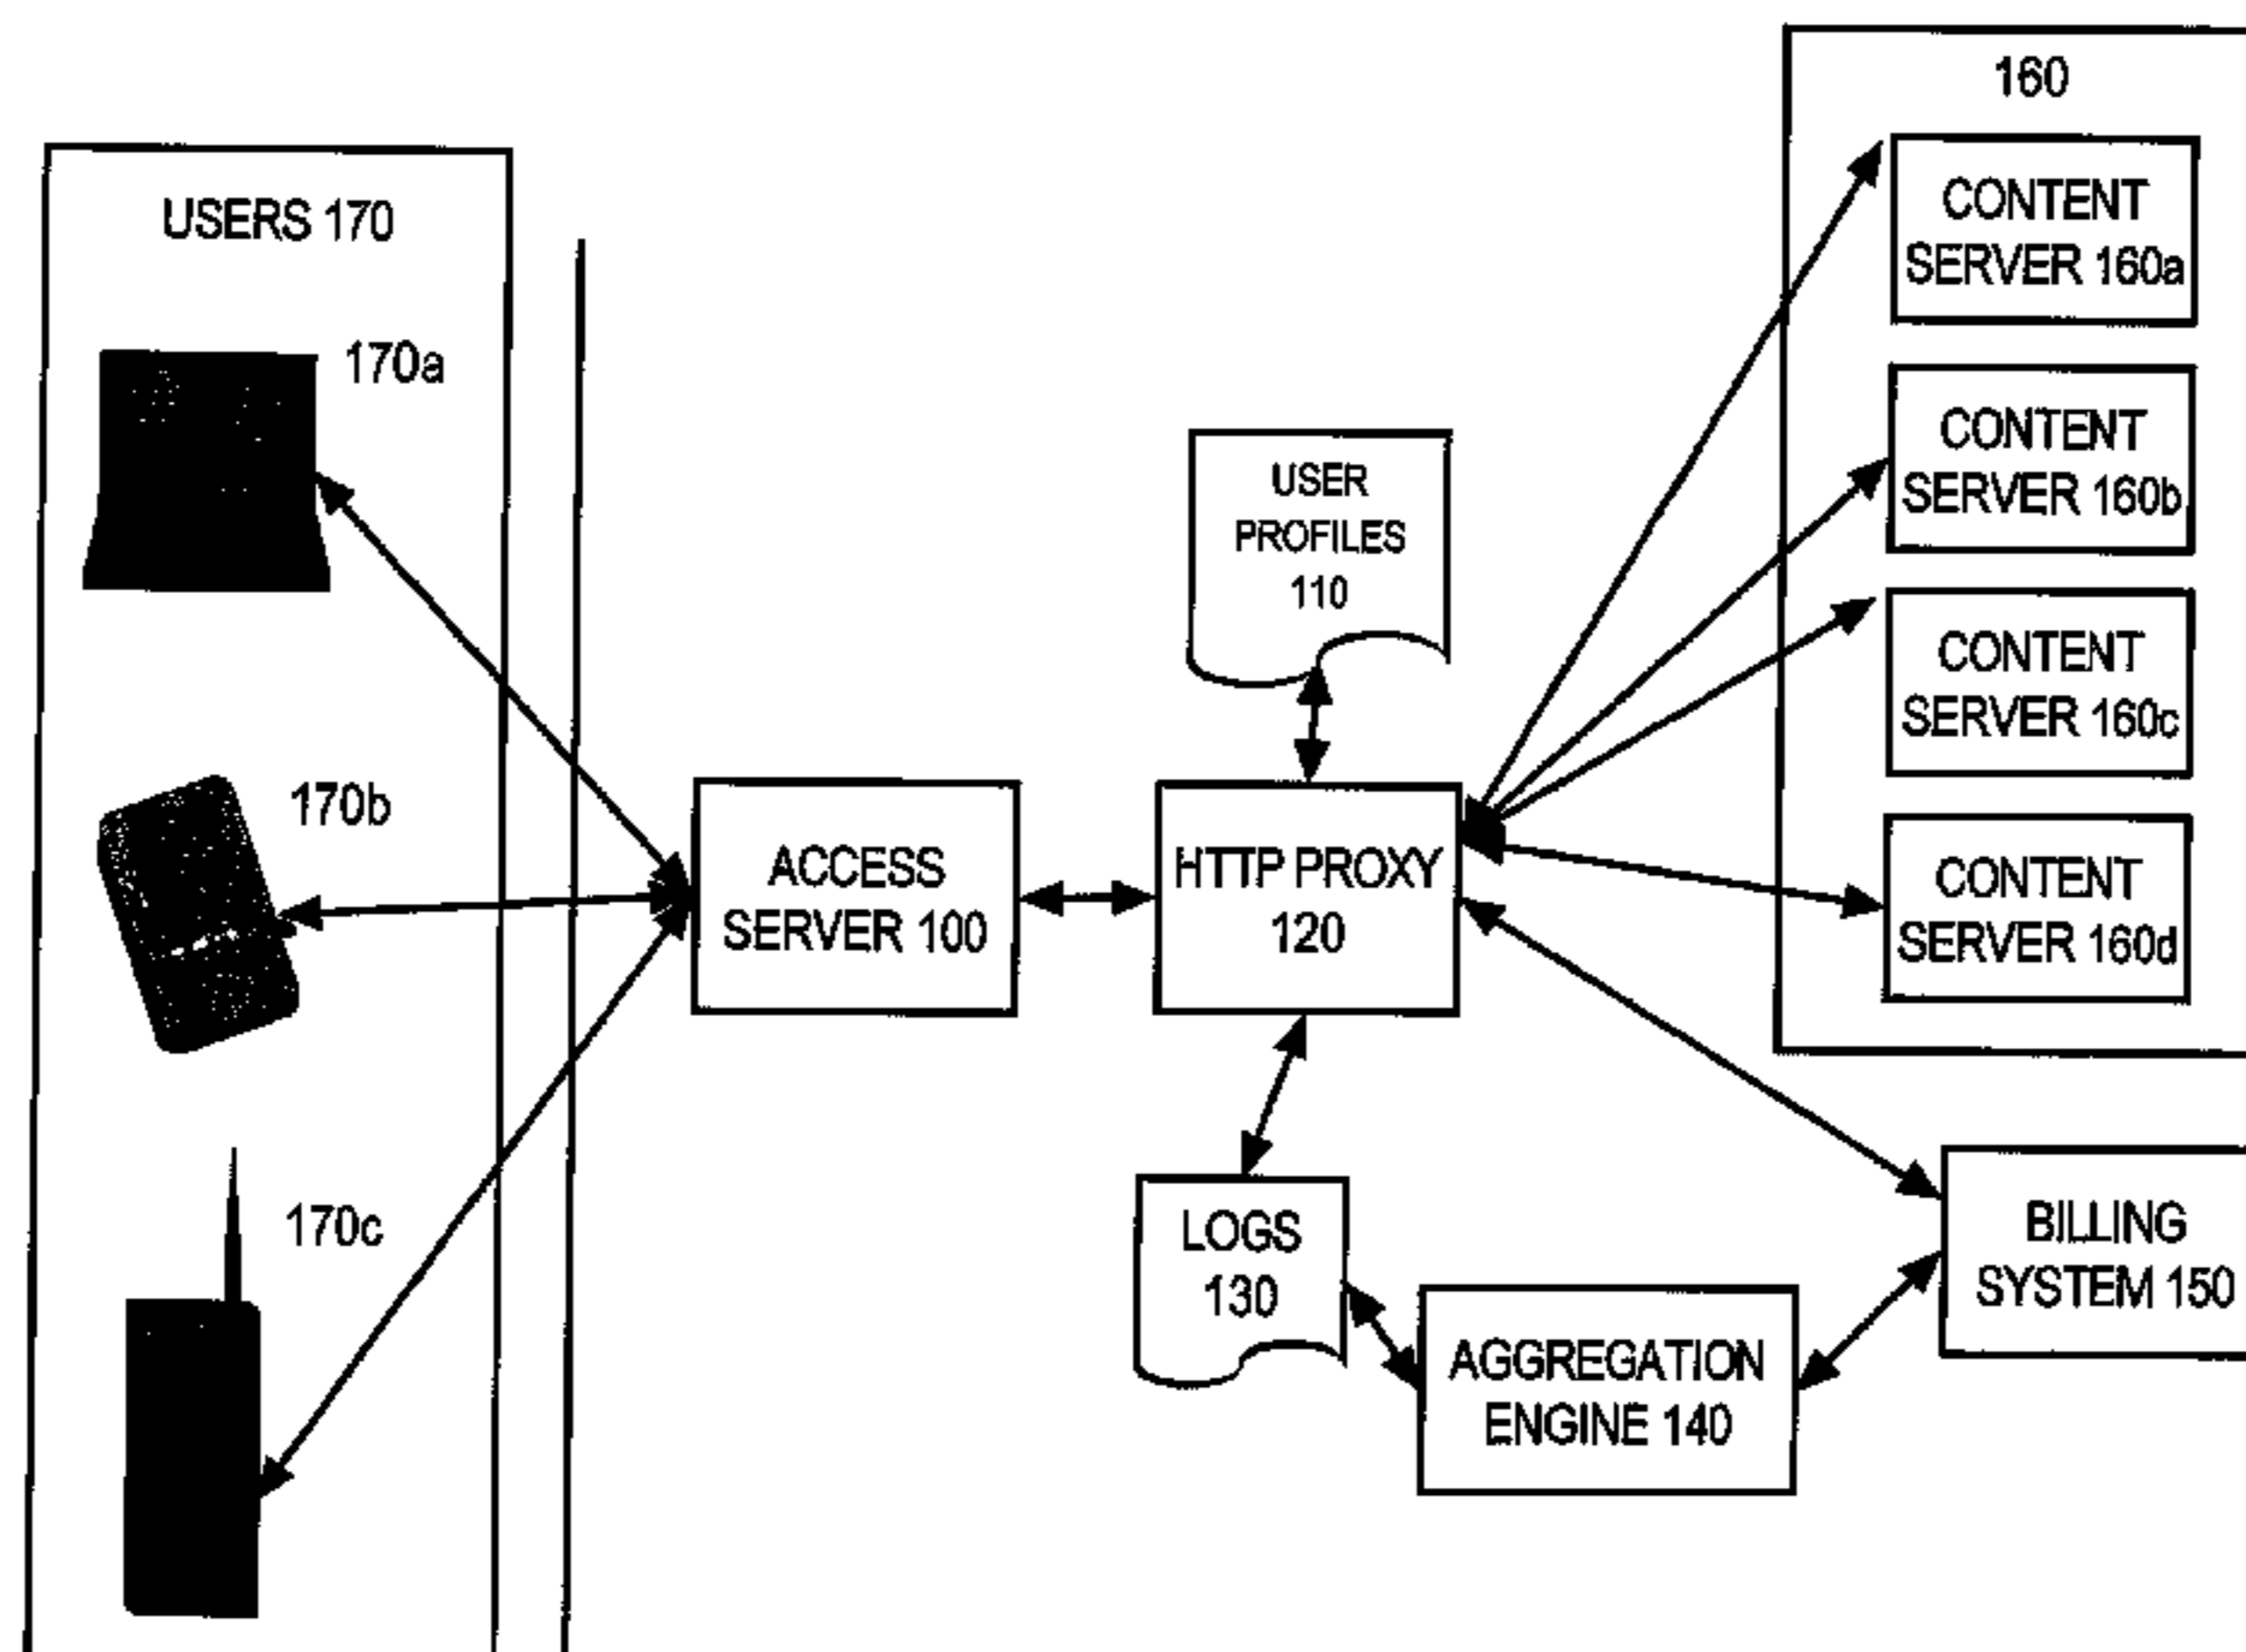 USERS 170
170a
170b
170c
ACCESS
SERVER 100
USER
PROFILES
110
HTTP PROXY
120
LOGS
130
AGGREGATION
ENGINE 140
160
CONTENT
SERVER 160a
CONTENT
SERVER 160b
CONTENT
SERVER 160c
CONTENT
SERVER 160d
BILLING
SYSTEM 150